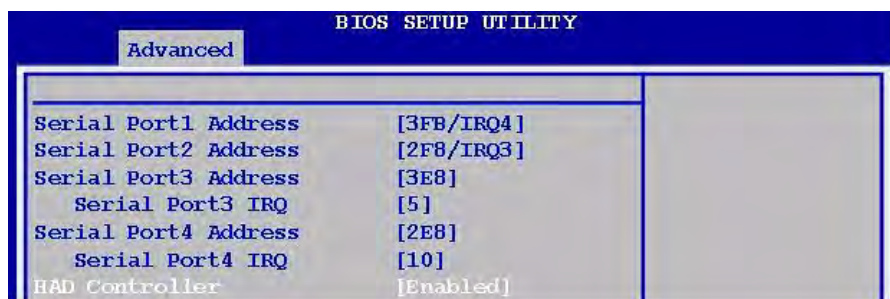 BIOS SETUP UTILITY
Advanced
Serial Port1 Address [3FB/IRQ4]
Serial Port2 Address [2F8/IRQ3]
Serial Port3 Address [3E8]
Serial Port3 IRQ [5]
Serial Port4 Address [2E8]
Serial Port4 IRQ [10]
HAD Controller [Enabled]